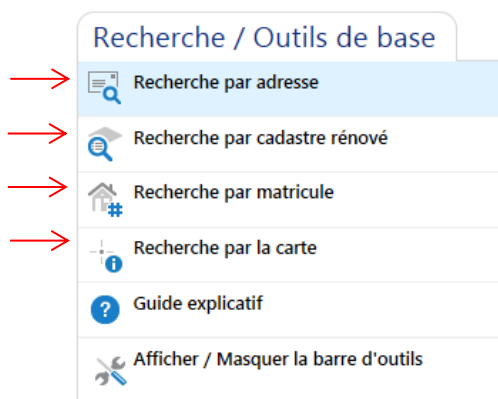 Recherche / Outils de base
Recherche par adresse
Recherche par cadastre rénové
Recherche par matricule
Recherche par la carte
Guide explicatif
Afficher / Masquer la barre d'outils